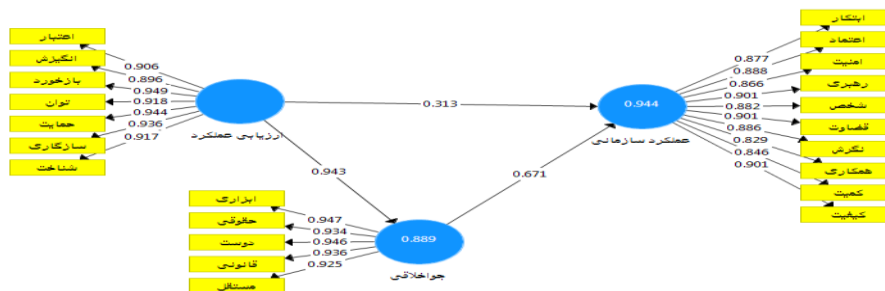 اعتبار
انگیزش
بازخورد
توان
حمایت
سازگاری
شناخت
0.906
0.896
0.949
0.918
0.944
0.936
0.917
ارزیابی عملکرد
0.313
0.943
0.671
ابزاری
حقوقی
دوست
قانونی
مستقل
0.947
0.934
0.946
0.936
0.925
0.889
جواخلاقی
0.944
عملکرد سازمانی
0.877
0.888
0.866
0.901
0.882
0.901
0.886
0.829
0.846
0.901
ابتکار
اعتماد
امنیت
رهبری
شخص
قضاوت
نگرش
همکاری
کمیت
کیفیت